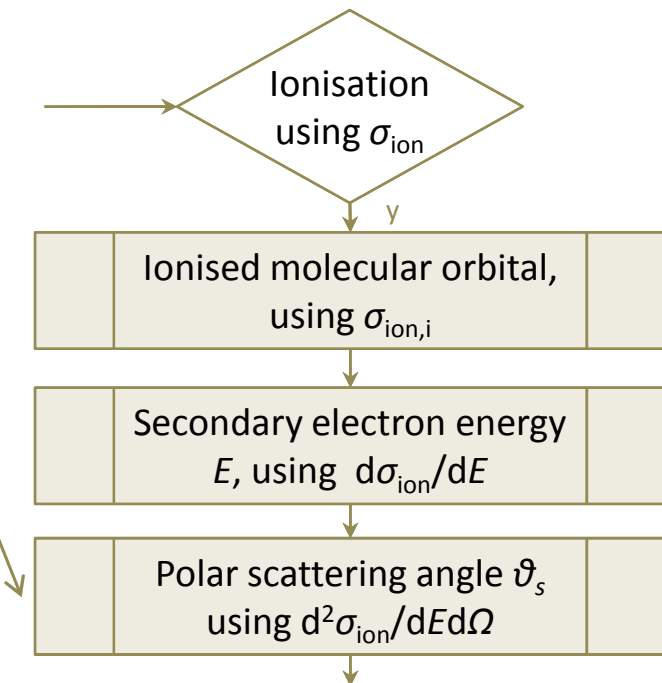 Ionisation
using σion
y
Ionised molecular orbital,
using σion,i
Secondary electron energy
E, using dσion/dE
Polar scattering angle ϑs
using d²σion/dEdΩ